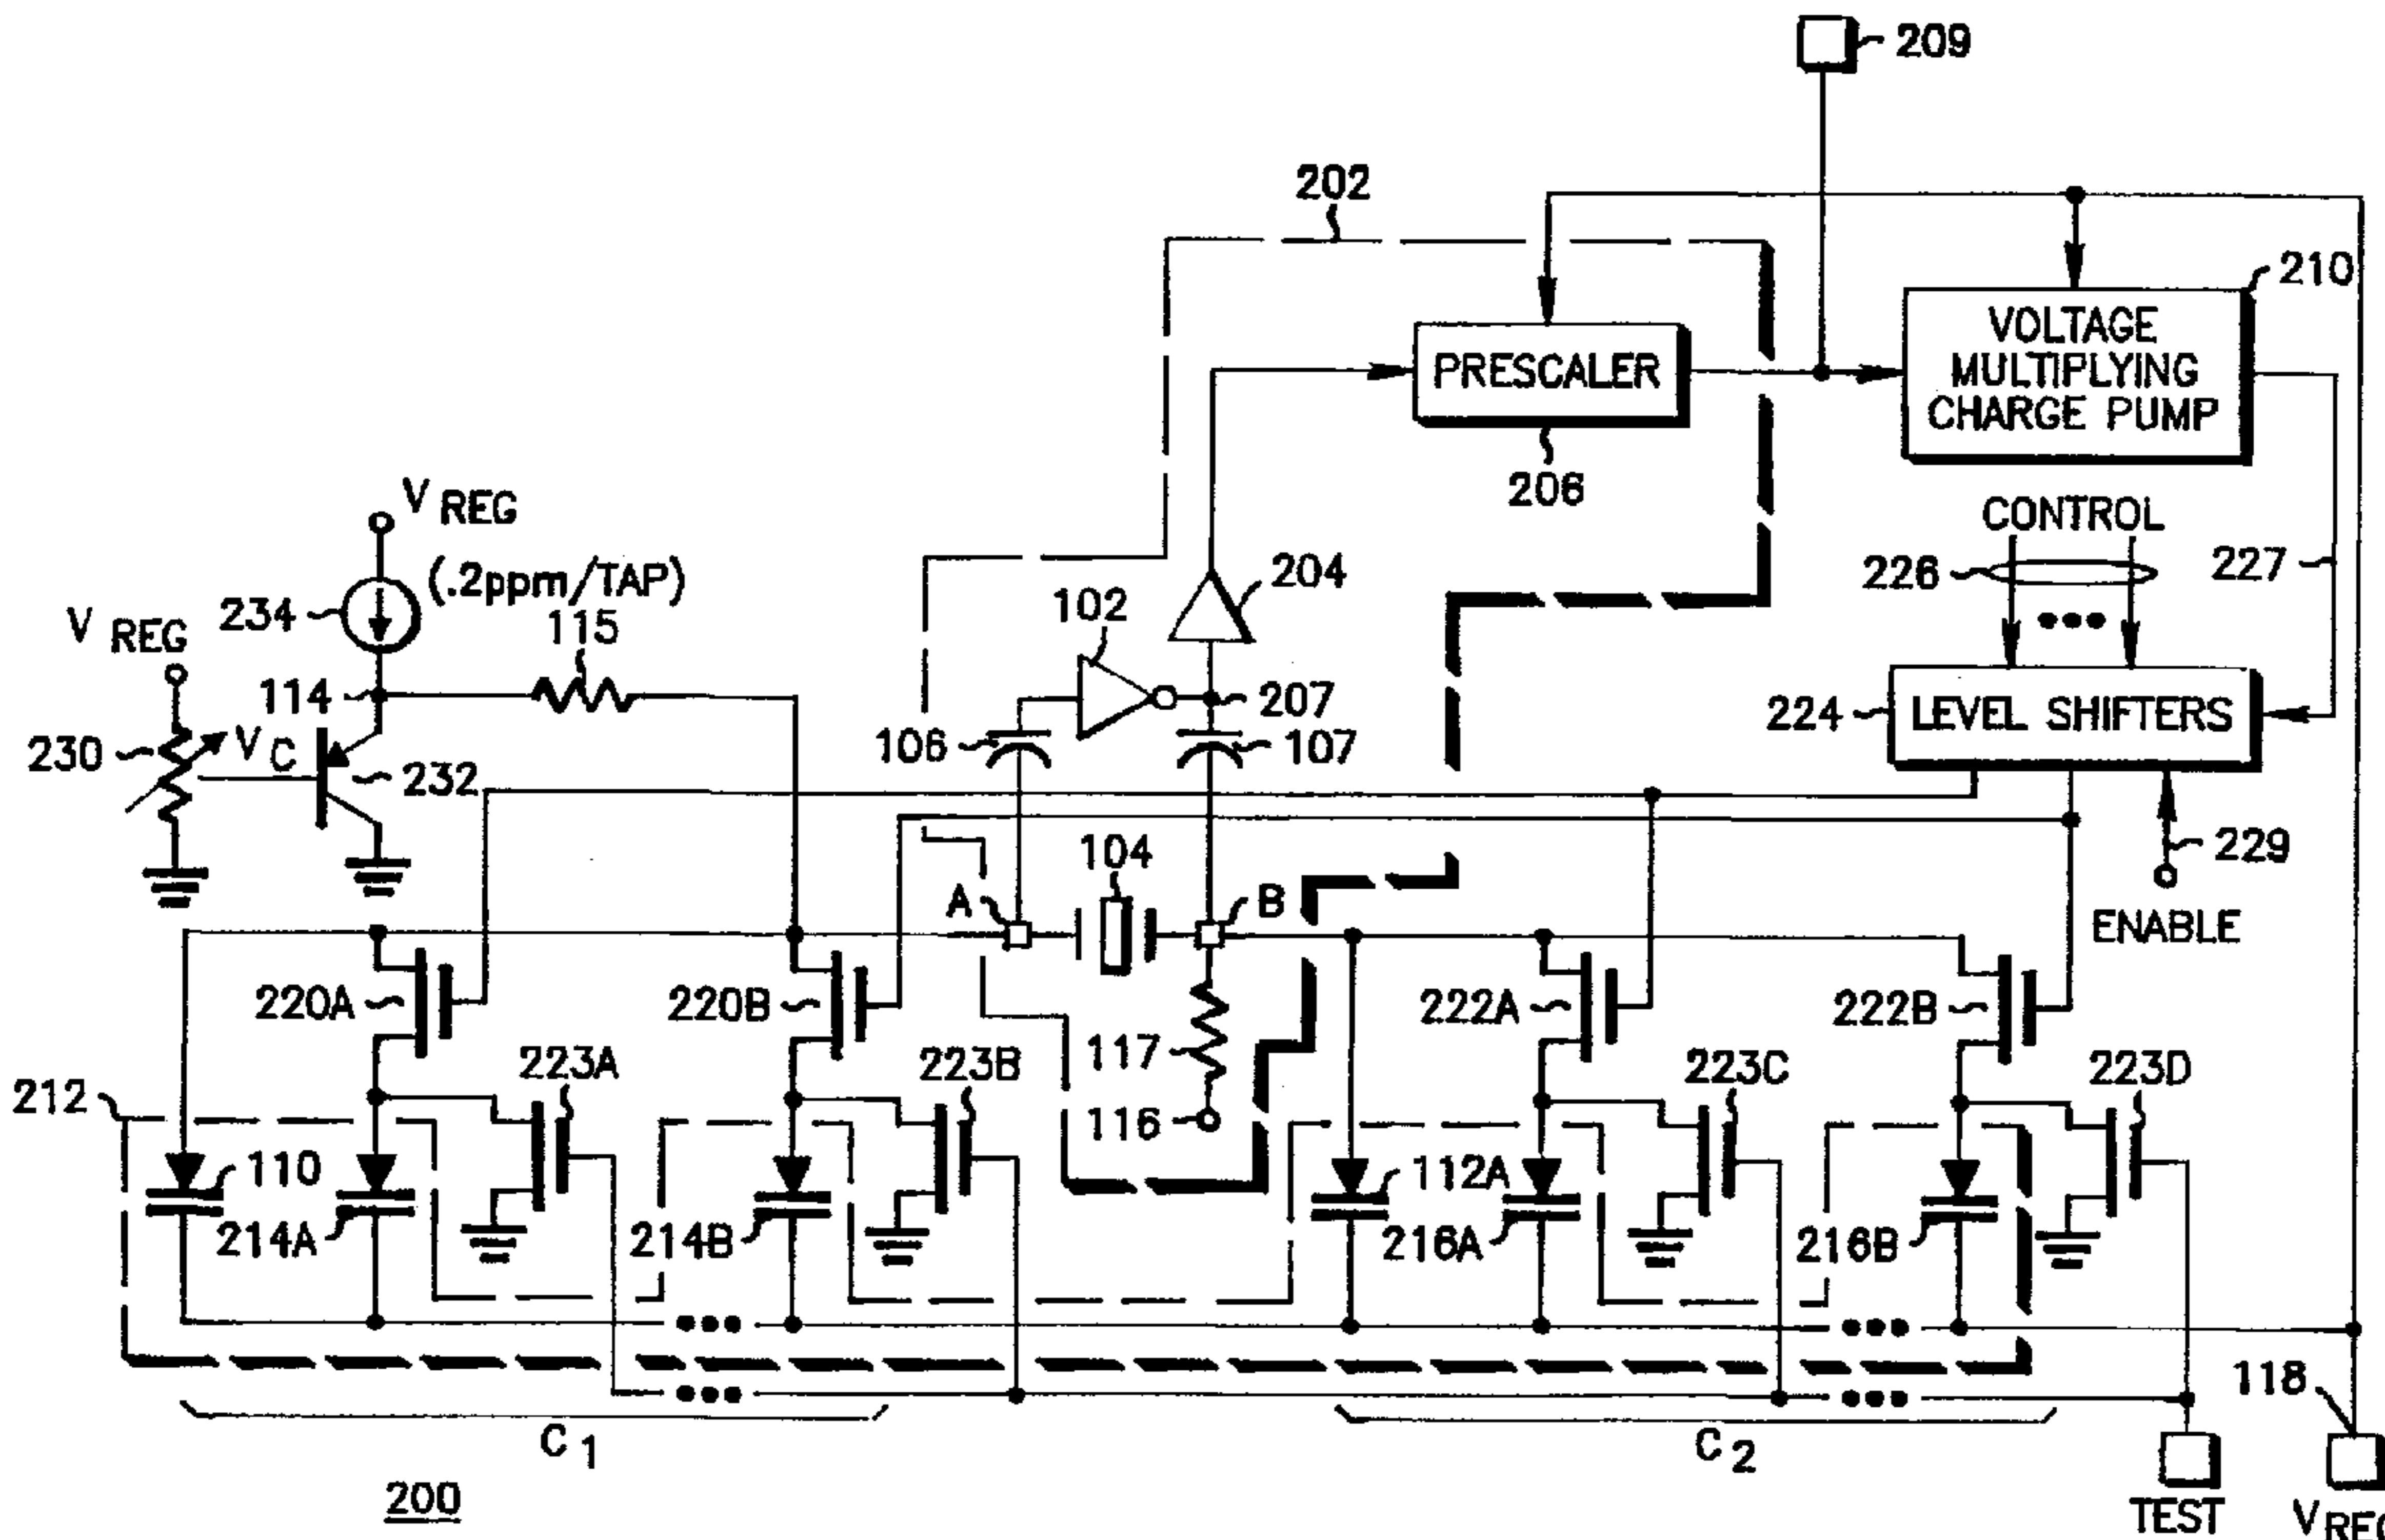 209
202
210
VOLTAGE
MULTIPLYING
CHARGE PUMP
PRESCALER
206
V REG
CONTROL
(.2ppm/TAP)
234
115
102
204
226
227
V REG
114
207
224
LEVEL SHIFTERS
230
V C
232
106
107
104
229
A
B
ENABLE
220A
220B
222A
222B
117
212
223A
223B
223C
223D
116
110
112A
214A
214B
216A
216B
118
C 1
C 2
200
TEST
V REG